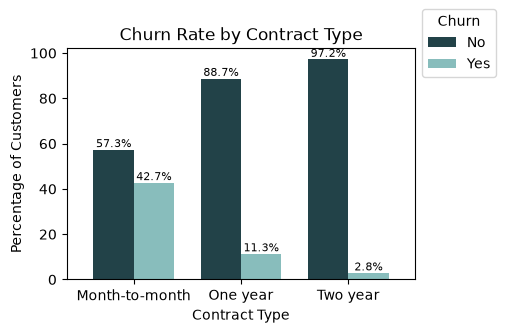 Churn Rate by Contract Type
Churn
No
Yes
Percentage of Customers
100
80
60
40
20
0
57.3%
42.7%
88.7%
11.3%
97.2%
2.8%
Month-to-month
One year
Two year
Contract Type